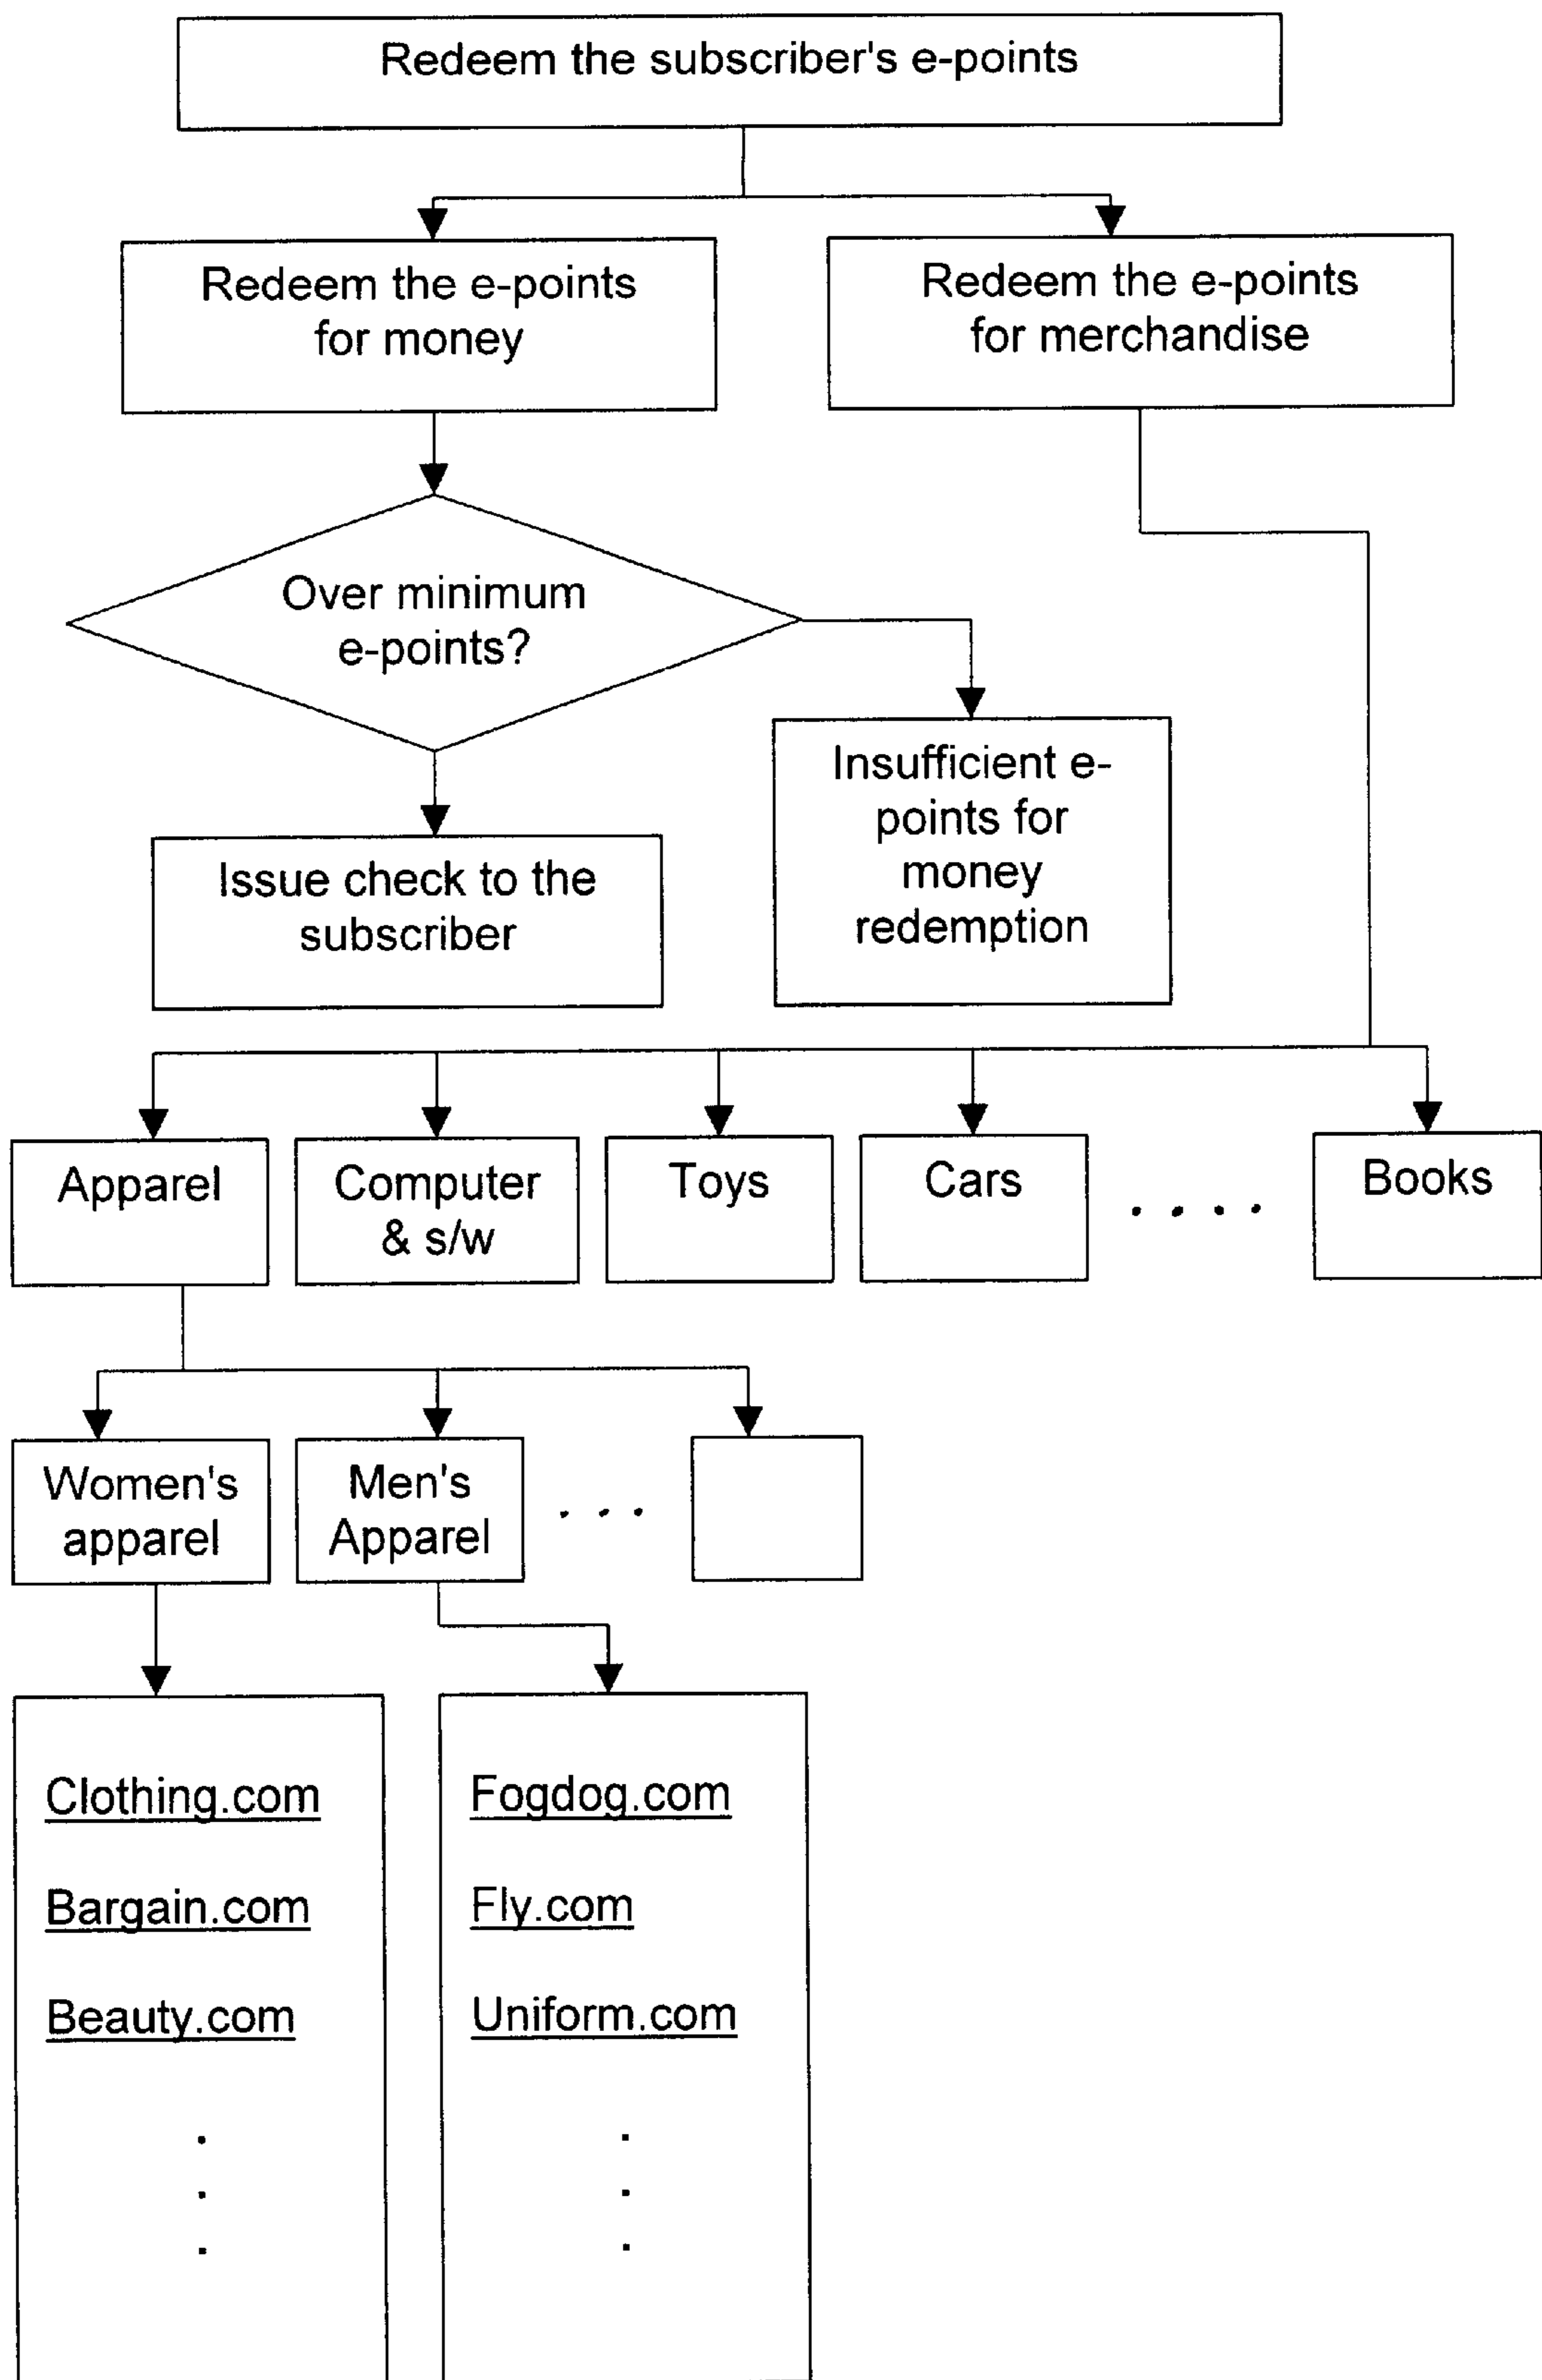 Redeem the subscriber's e-points
Redeem the e-points
for money
Redeem the e-points
for merchandise
Over minimum
e-points?
Insufficient e-
points for
money
redemption
Issue check to the
subscriber
Apparel
Computer
& s/w
Toys
Cars
. . . .
Books
Women's
apparel
Men's
Apparel
. . .
Clothing.com
Bargain.com
Beauty.com
.
.
.
Fogdog.com
Fly.com
Uniform.com
.
.
.